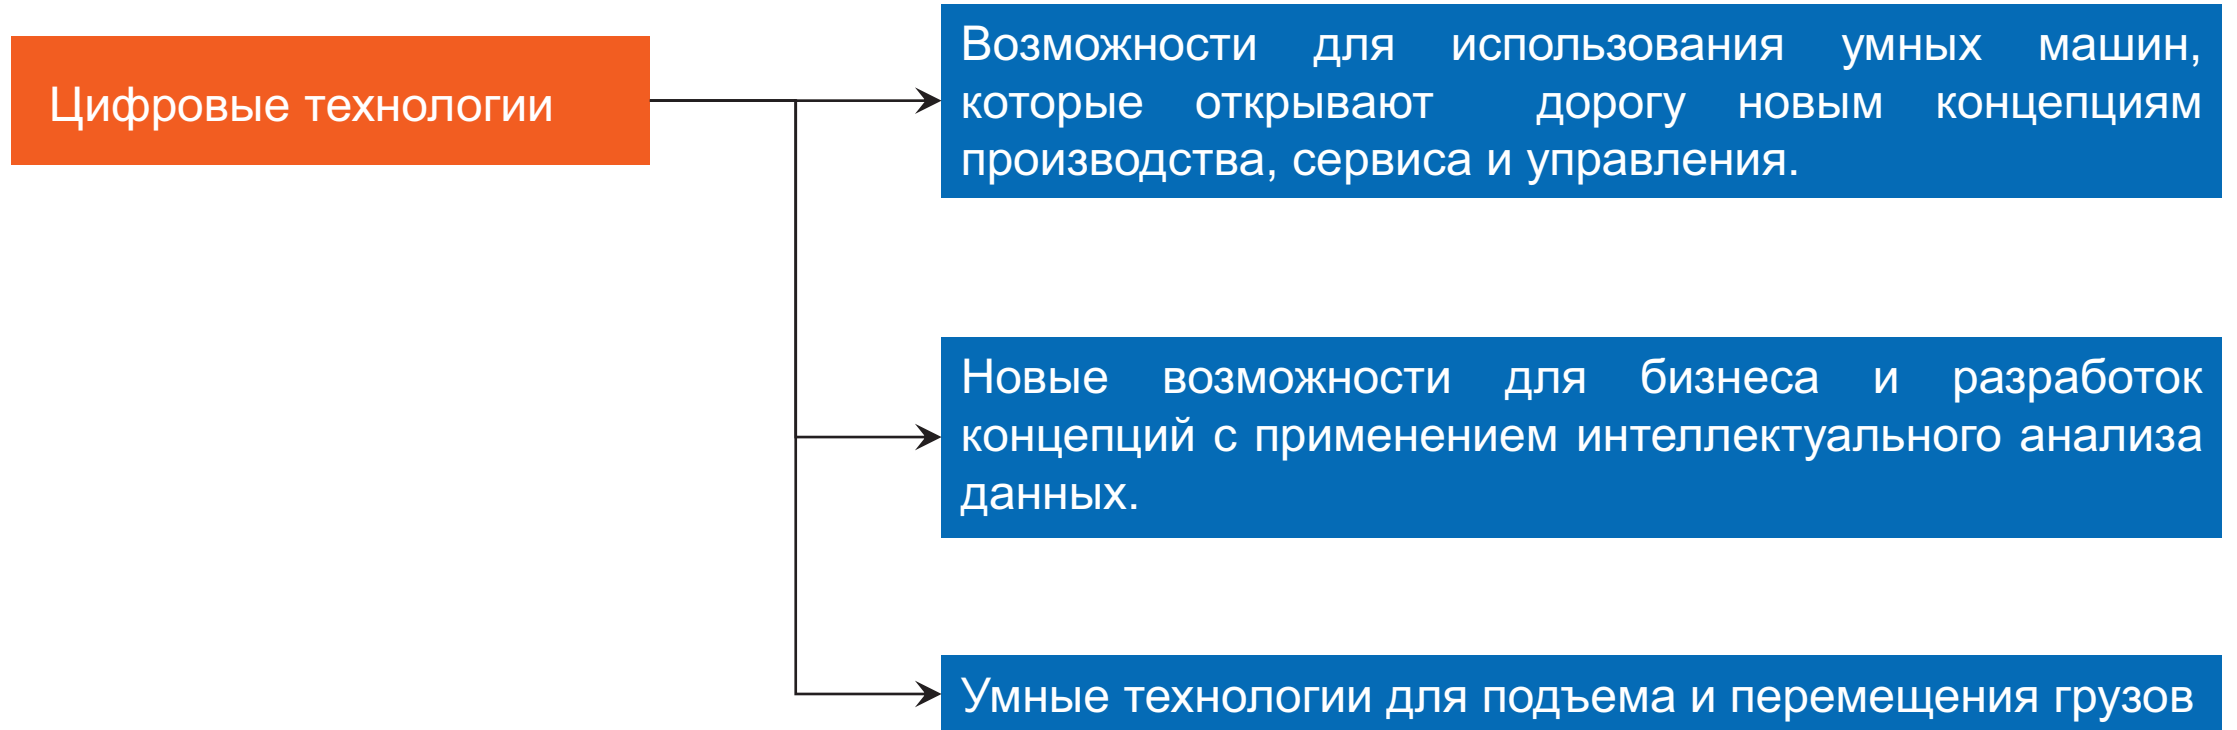 Цифровые технологии
Возможности для использования умных машин,
которые открывают дорогу новым концепциям
производства, сервиса и управления.
Новые возможности для бизнеса и разработок
концепций с применением интеллектуального анализа
данных.
Умные технологии для подъема и перемещения грузов